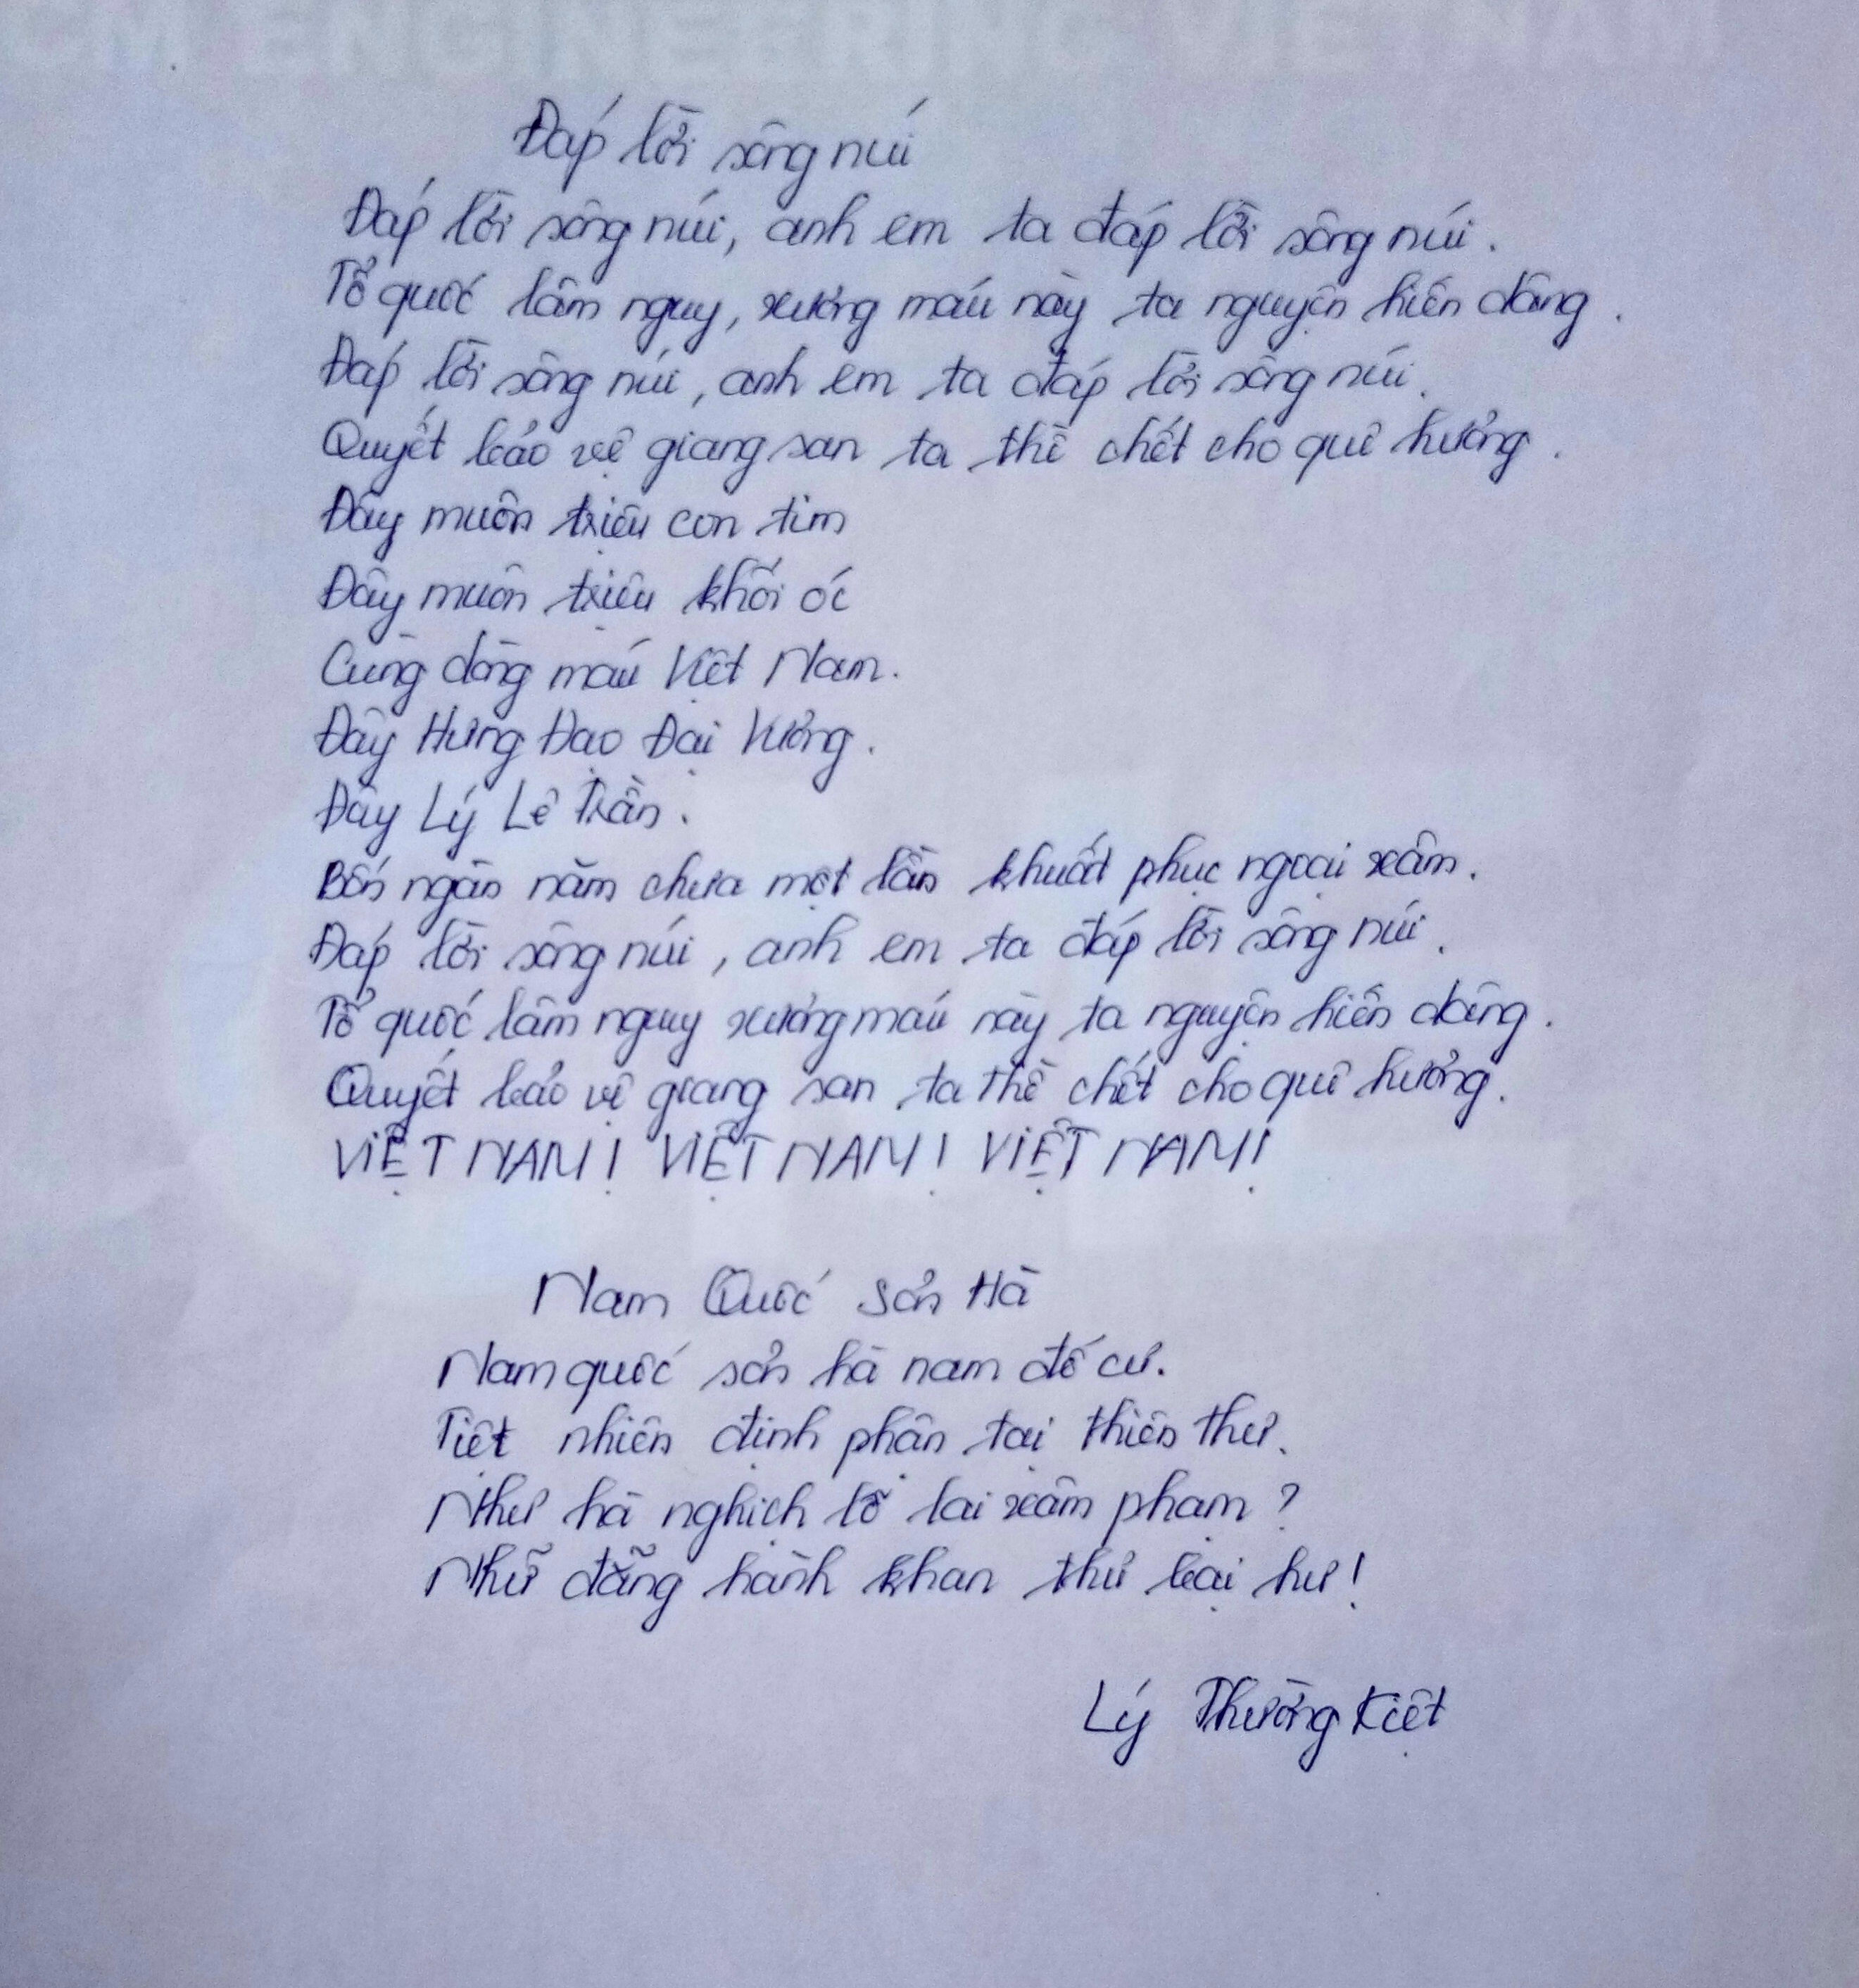 CM ENGINEERING VIETNAM
Đáp lời sông núi
Đáp lời sông núi, anh em ta đáp lời sông núi.
Tổ quốc lâm nguy, xương máu này ta nguyện hiến dâng.
Đáp lời sông núi, anh em ta đáp lời sông núi.
Quyết bảo vệ giang san ta thề chết cho quê hương.
Đây muôn triệu con tim
Đây muôn triệu khối óc
Cùng dòng máu Việt Nam.
Đây Hưng Đạo Đại Vương.
Đây Lý Lê Trần.
Bốn ngàn năm chưa một lần khuất phục ngoại xâm.
Đáp lời sông núi, anh em ta đáp lời sông núi.
Tổ quốc lâm nguy xương máu này ta nguyện hiến dâng.
Quyết bảo vệ giang san ta thề chết cho quê hương.
VIỆT NAM! VIỆT NAM! VIỆT NAM!
Nam Quốc Sơn Hà
Nam quốc sơn hà nam đế cư.
Tiệt nhiên định phận tại thiên thư.
Như hà nghịch lỗ lai xâm phạm?
Nhữ đẳng hành khan thủ bại hư!
Lý Thường Kiệt